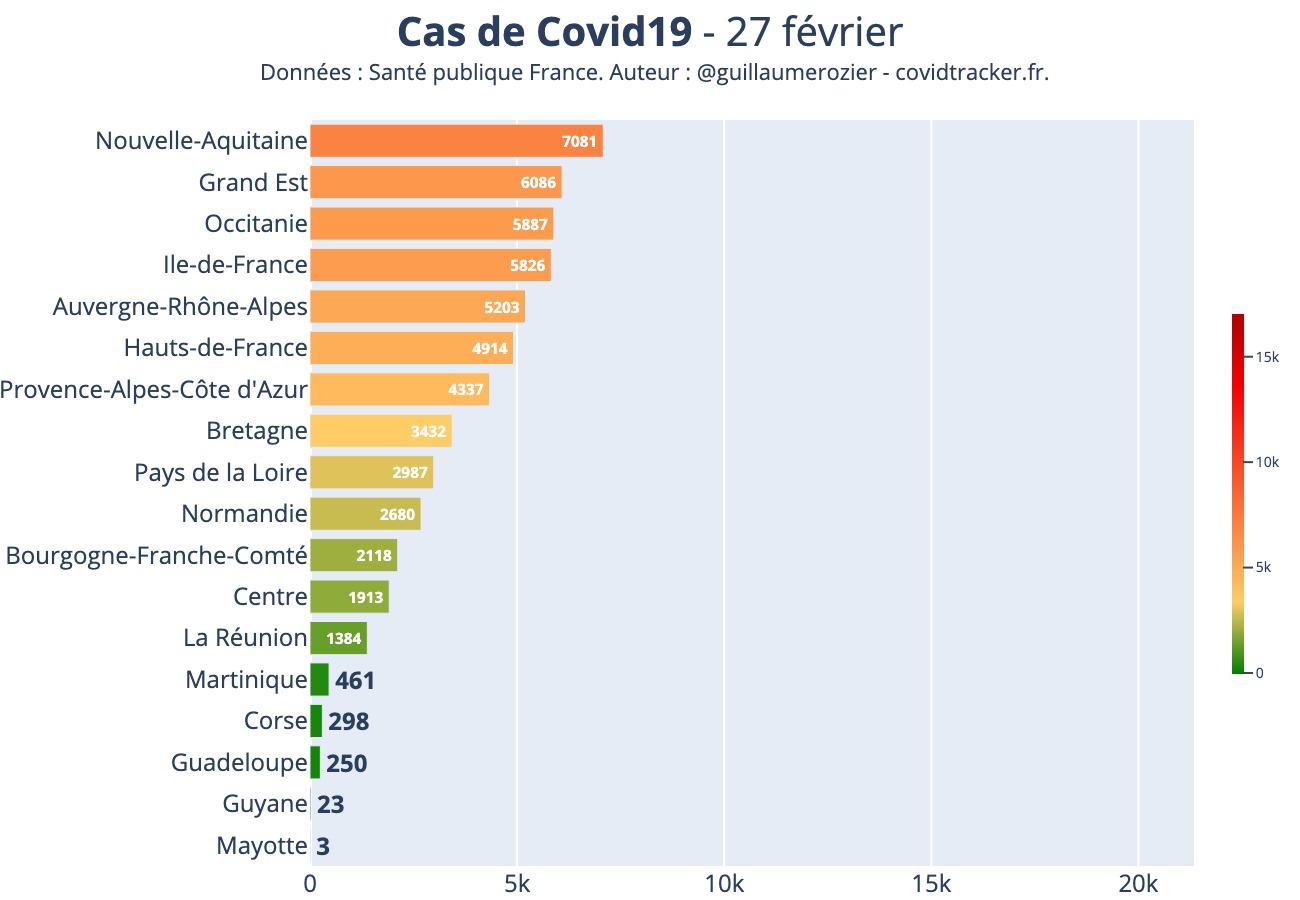 Cas de Covid19 - 27 février
Données : Santé publique France. Auteur : @guillaumerozier - covidtracker.fr.
Nouvelle-Aquitaine 7081
Grand Est 6086
Occitanie 5887
Ile-de-France 5826
Auvergne-Rhône-Alpes 5203
Hauts-de-France 4914
Provence-Alpes-Côte d'Azur 4337
Bretagne 3432
Pays de la Loire 2987
Normandie 2680
Bourgogne-Franche-Comté 2118
Centre 1913
La Réunion 1384
Martinique 461
Corse 298
Guadeloupe 250
Guyane 23
Mayotte 3
0 5k 10k 15k 20k
15k
10k
5k
0